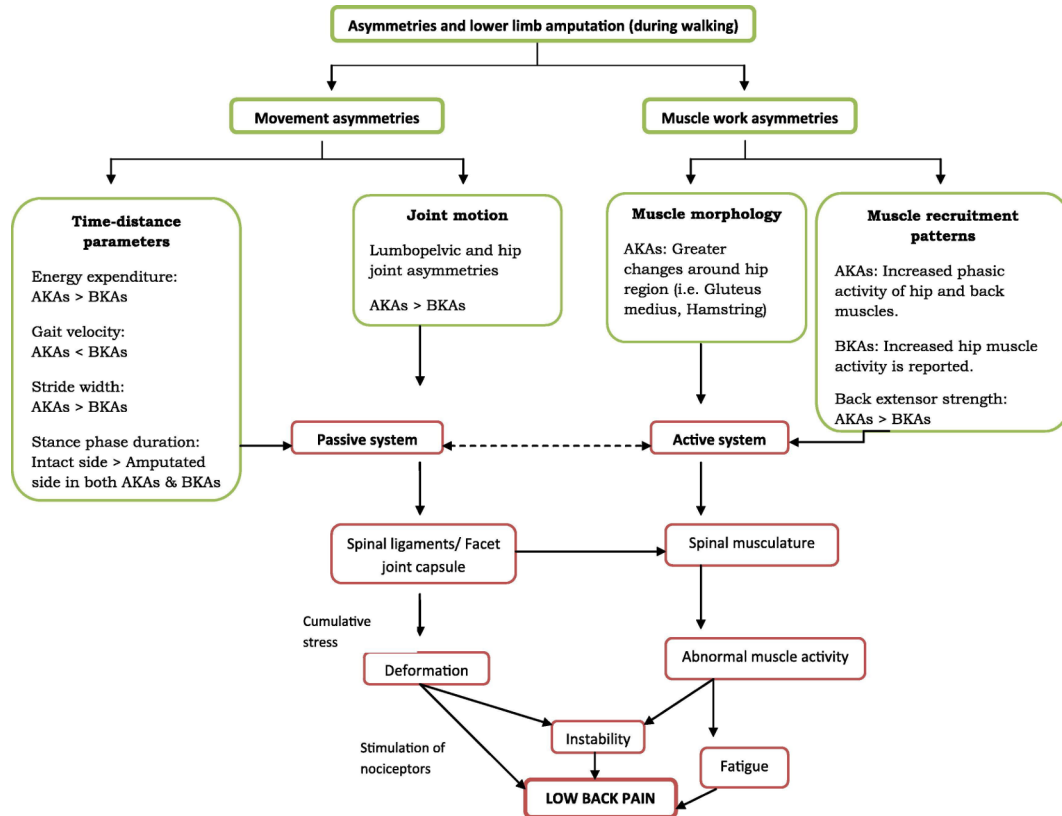 Asymmetries and lower limb amputation (during walking)
Movement asymmetries
Muscle work asymmetries
Time-distance
parameters
Energy expenditure:
AKAs > BKAs
Gait velocity:
AKAs < BKAs
Stride width:
AKAs > BKAs
Stance phase duration:
Intact side > Amputated
side in both AKAs & BKAs
Joint motion
Lumbopelvic and hip
joint asymmetries
AKAs > BKAs
Muscle morphology
AKAs: Greater
changes around hip
region (i.e. Gluteus
medius, Hamstring)
Muscle recruitment
patterns
AKAs: Increased phasic
activity of hip and back
muscles.
BKAs: Increased hip muscle
activity is reported.
Back extensor strength:
AKAs > BKAs
Passive system
Active system
Spinal ligaments/ Facet
joint capsule
Spinal musculature
Cumulative
stress
Deformation
Abnormal muscle activity
Instability
Stimulation of
nociceptors
Fatigue
LOW BACK PAIN